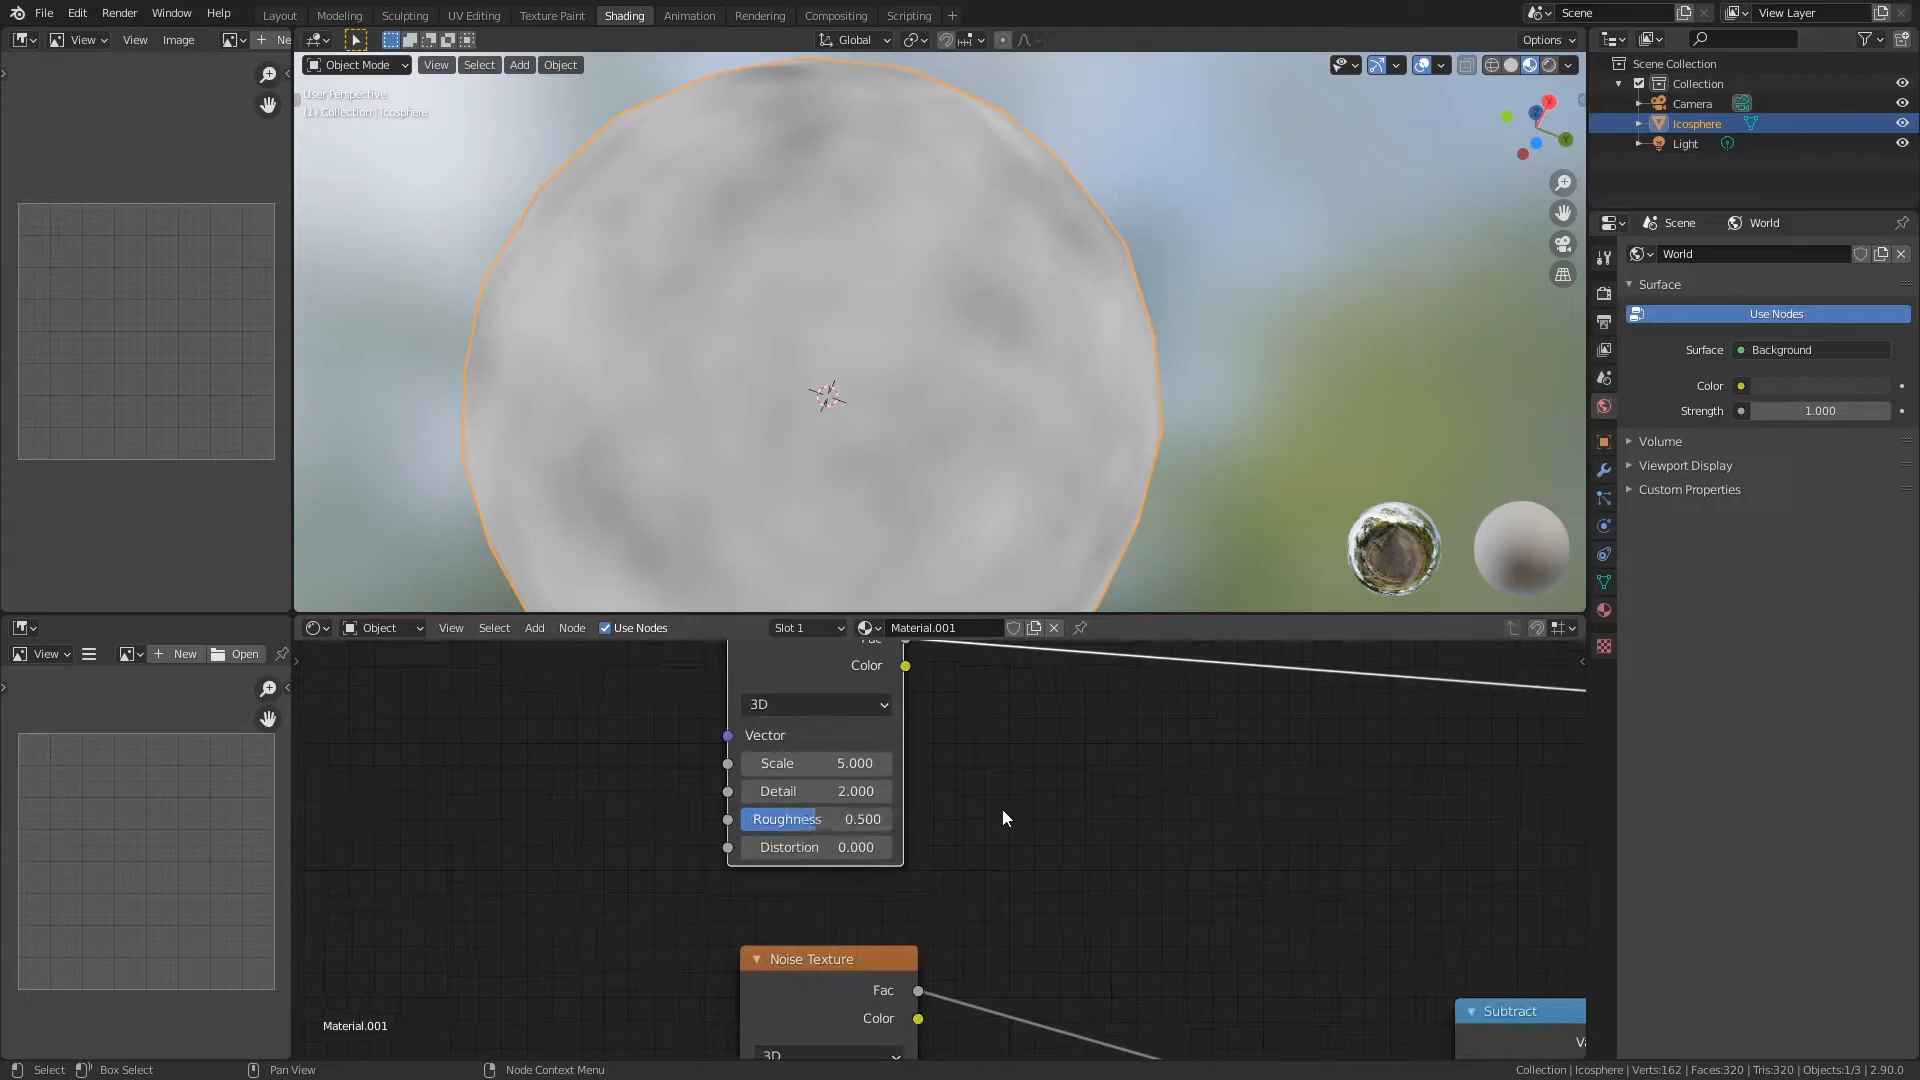 File Edit Render Window Help Layout Modeling Sculpting UV Editing Texture Paint Shading Animation Rendering Compositing Scripting + Scene View Layer
View View Image + Ne Global Options
Object Mode View Select Add Object
User Perspective
(1) Collection | Icosphere
X
Y
Z
Scene Collection
Collection
Camera
Icosphere
Light
Scene World
World
Surface
Use Nodes
Surface Background
Color
Strength 1.000
Volume
Viewport Display
Custom Properties
Object View Select Add Node Use Nodes Slot 1 Material.001
View New Open
Color
3D
Vector
Scale 5.000
Detail 2.000
Roughness 0.500
Distortion 0.000
Noise Texture
Fac
Color
3D
Subtract
Material.001
Select Box Select Pan View Node Context Menu Collection | Icosphere | Verts:162 | Faces:320 | Tris:320 | Objects:1/3 | 2.90.0